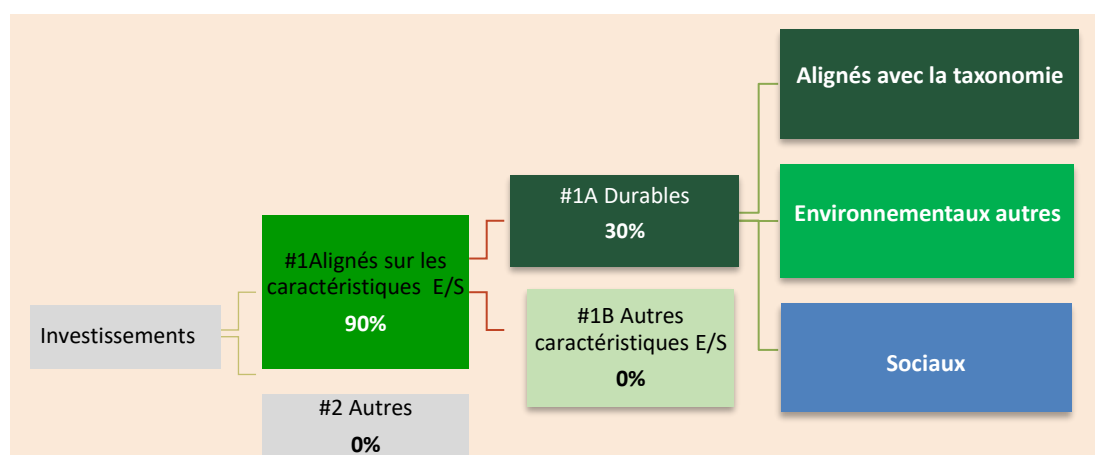 Investissements
#1Alignés sur les
caractéristiques E/S
90%
#2 Autres
0%
#1A Durables
30%
#1B Autres
caractéristiques E/S
0%
Alignés avec la taxonomie
Environnementaux autres
Sociaux